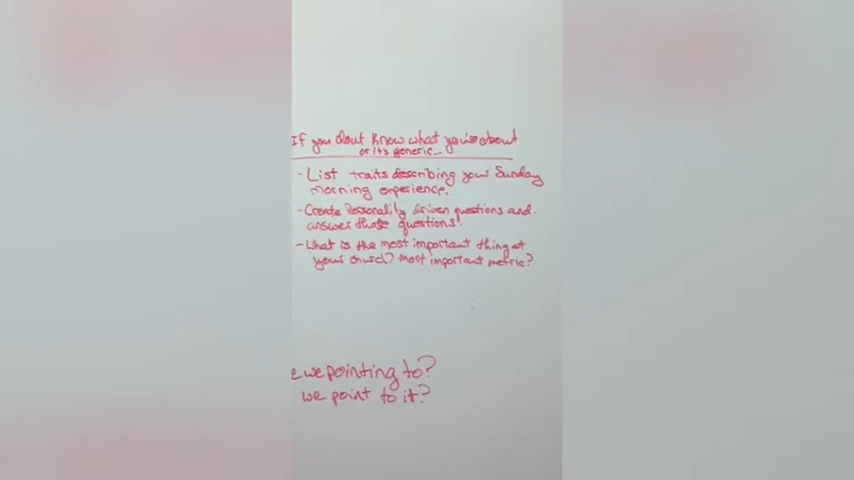 If you dont know what you're about
or its generic...
- List traits describing your Sunday
morning experience.
- Create Personality driven questions and
answer those questions.
- What is the most important thing at
your church? most important metric?
e we pointing to?
we point to it?